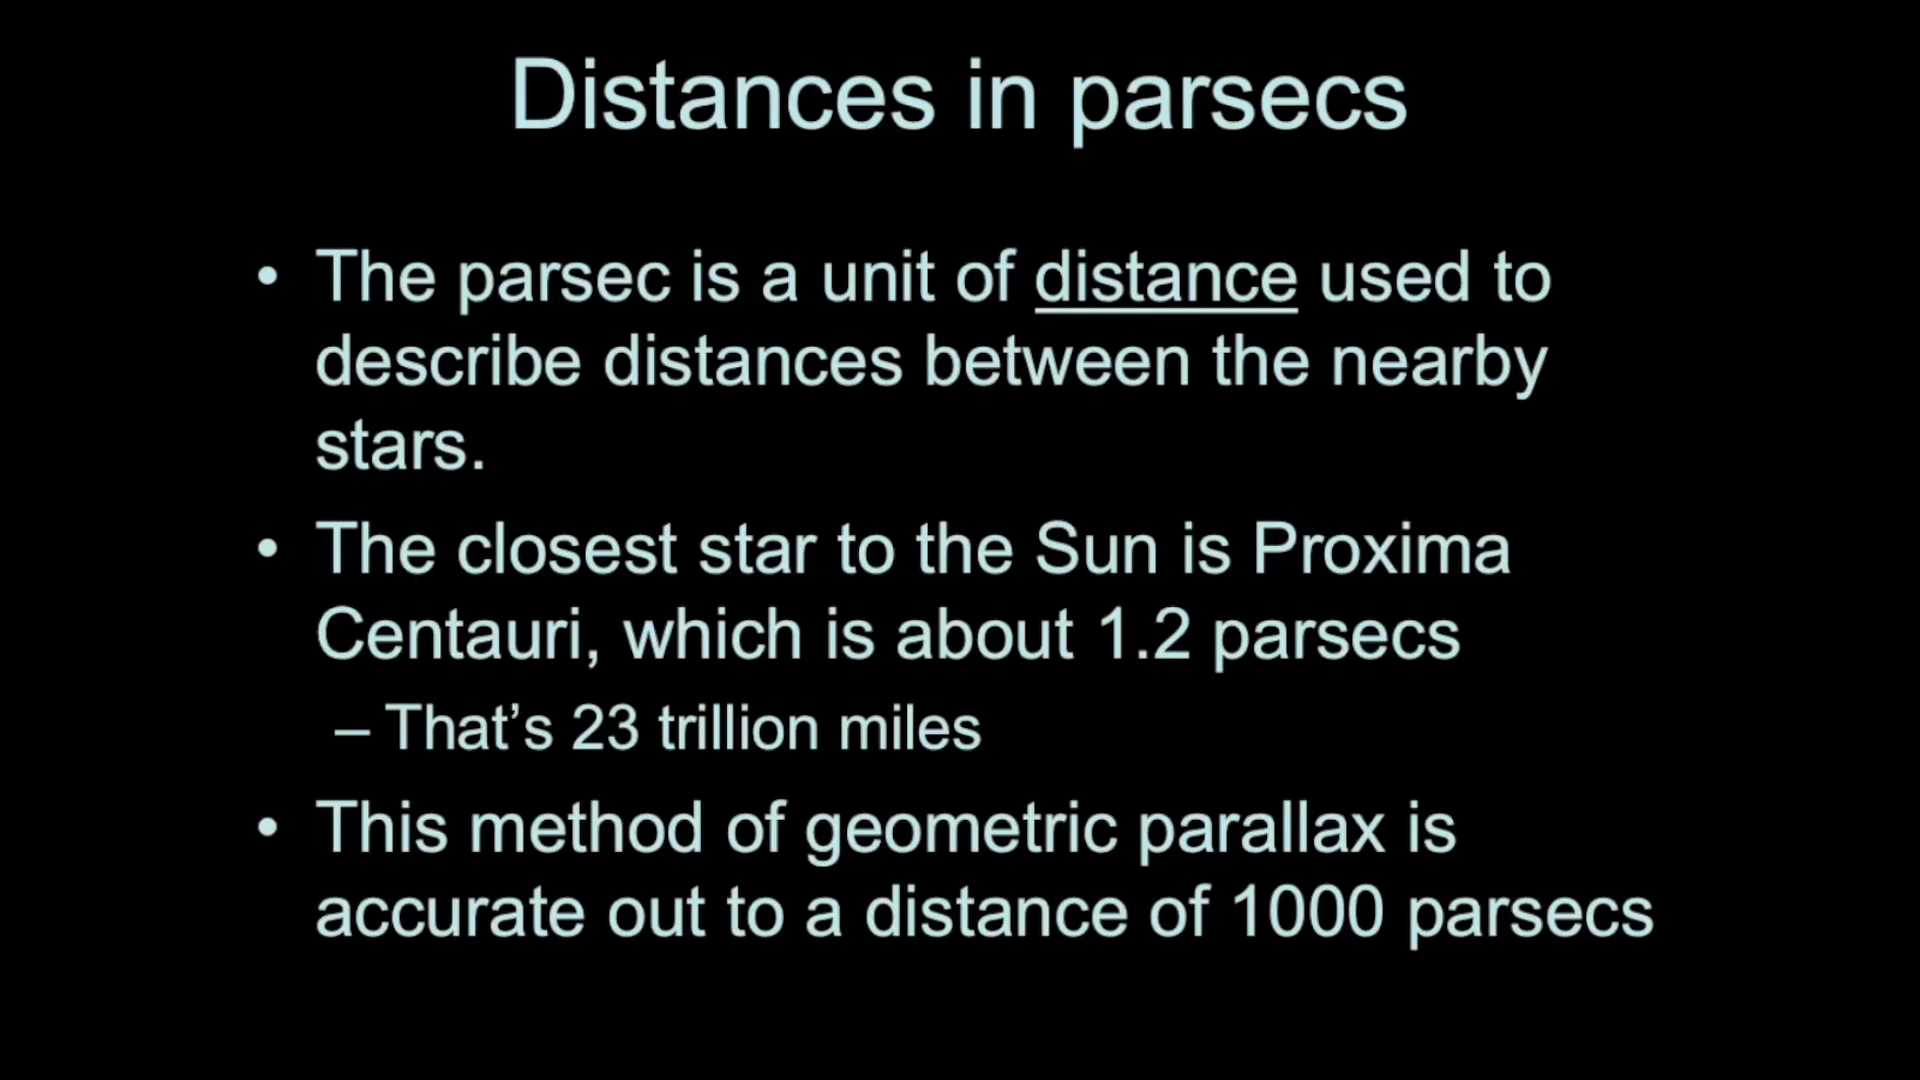 Distances in parsecs
• The parsec is a unit of distance used to
describe distances between the nearby
stars.
• The closest star to the Sun is Proxima
Centauri, which is about 1.2 parsecs
– That’s 23 trillion miles
• This method of geometric parallax is
accurate out to a distance of 1000 parsecs